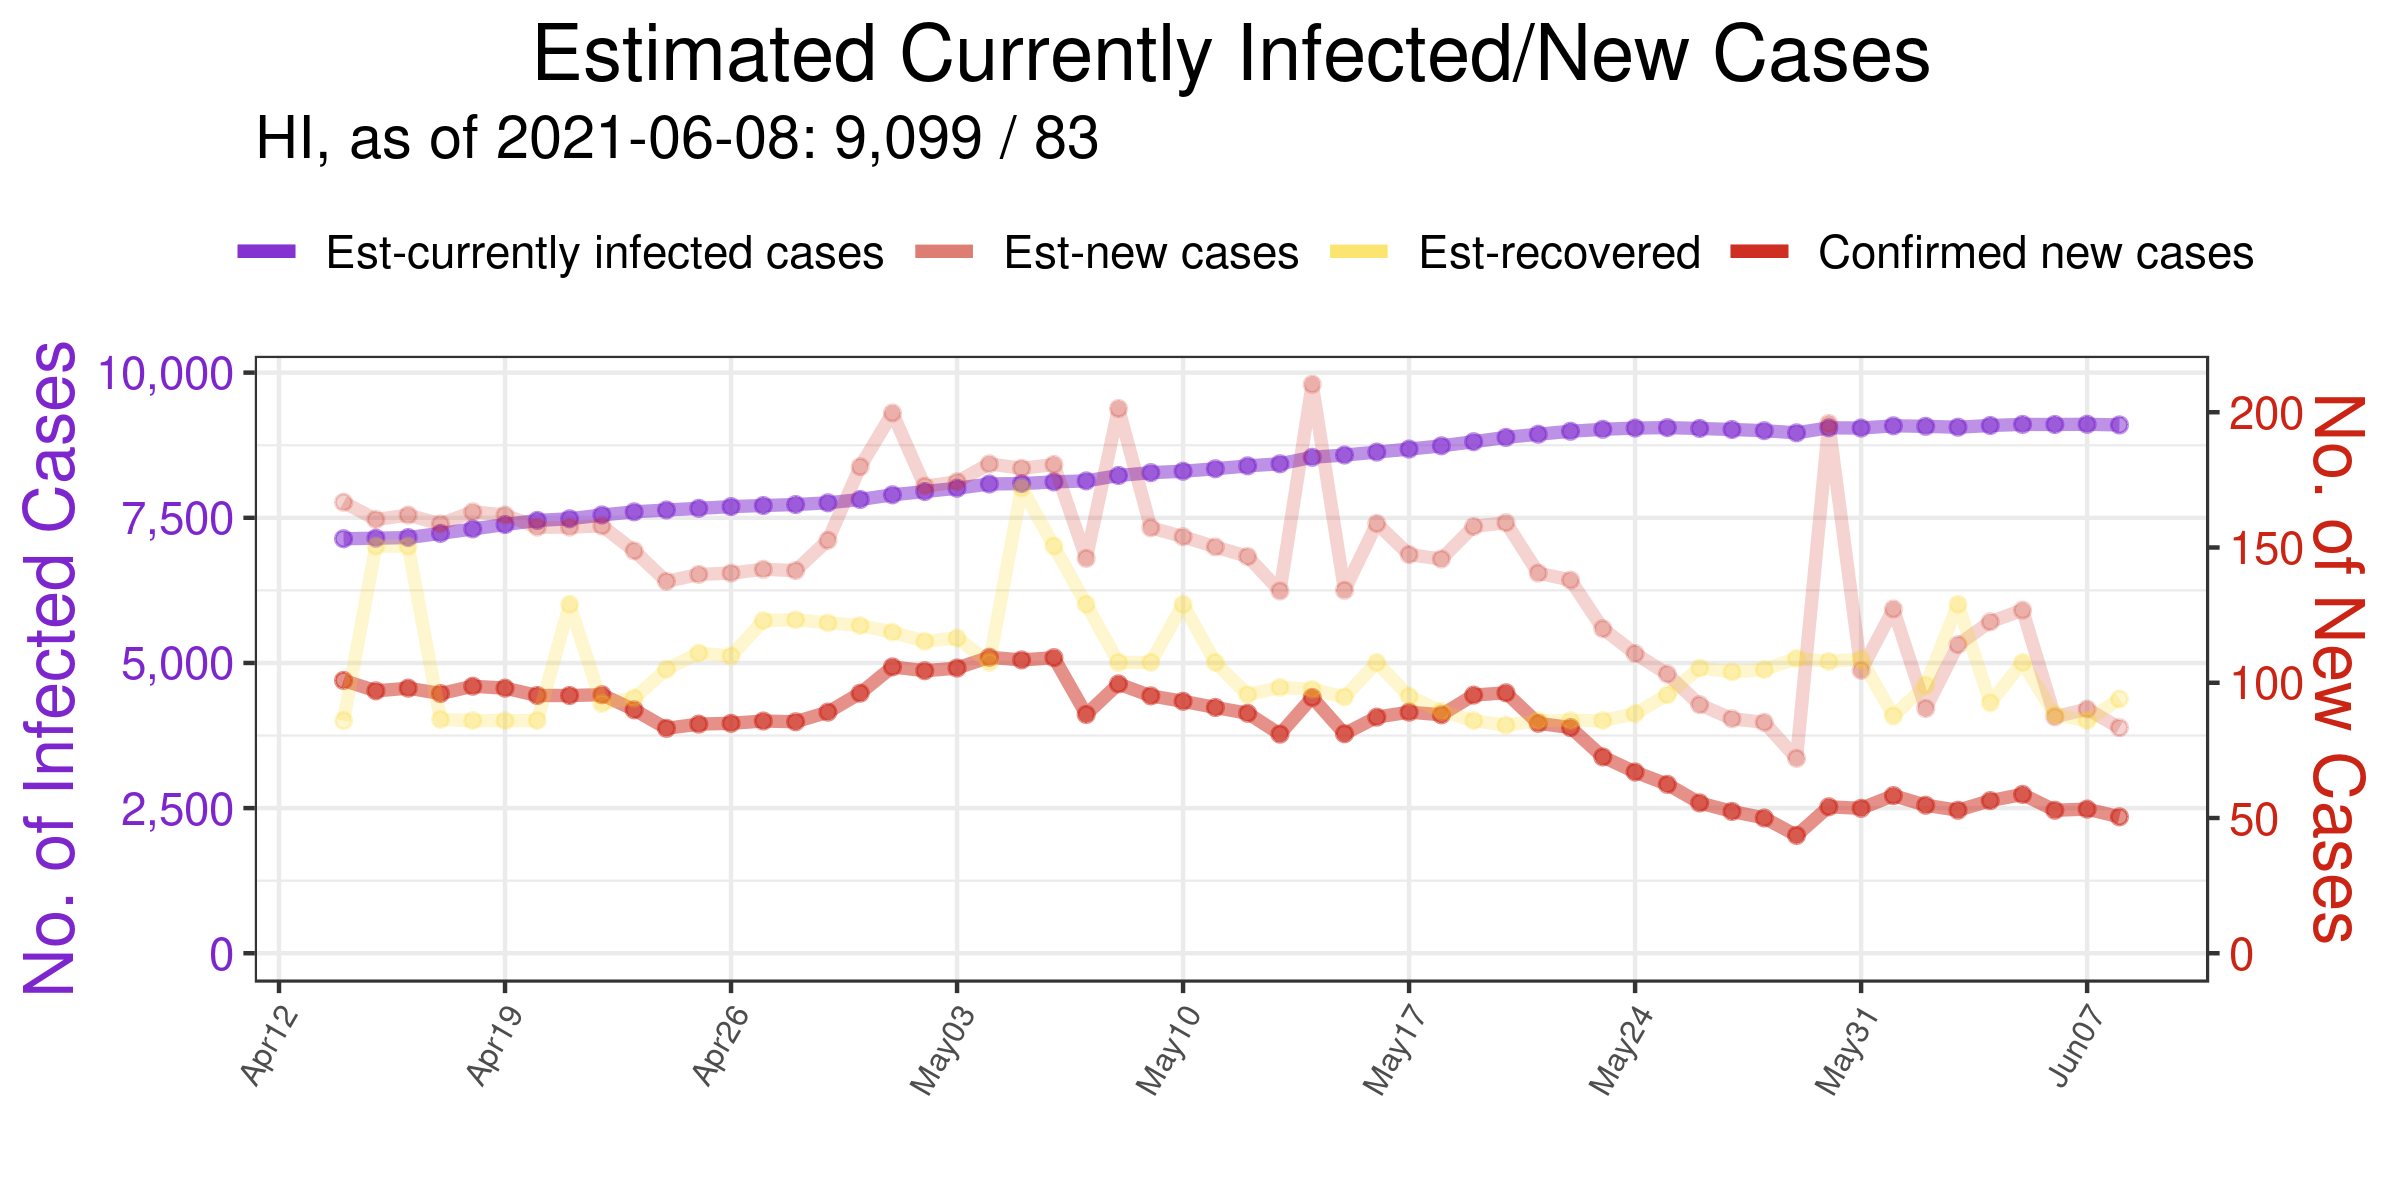 Estimated Currently Infected/New Cases
HI, as of 2021-06-08: 9,099 / 83
Est-currently infected cases Est-new cases Est-recovered Confirmed new cases
No. of Infected Cases
10,000
7,500
5,000
2,500
0
200
150
100
50
0
No. of New Cases
Apr12 Apr19 Apr26 May03 May10 May17 May24 May31 Jun07